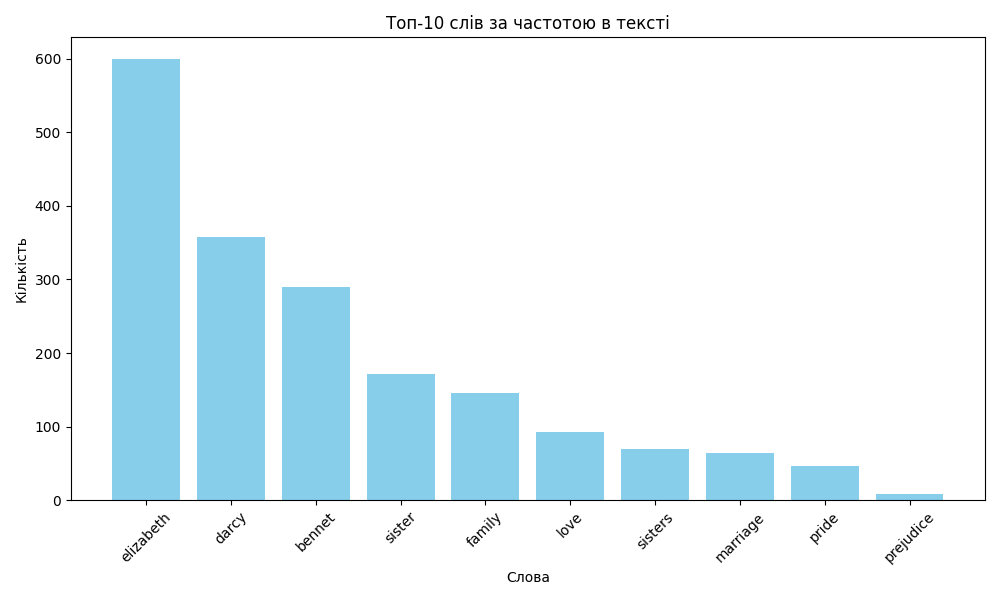 Топ-10 слів за частотою в тексті
Кількість
600
500
400
300
200
100
0
elizabeth
darcy
bennet
sister
family
love
sisters
marriage
pride
prejudice
Слова